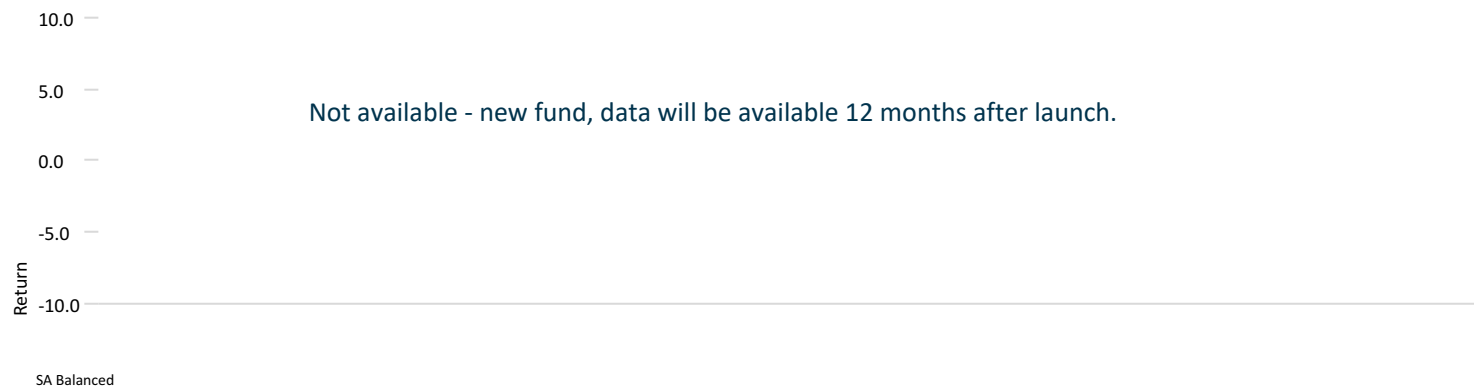 10.0
5.0
Not available - new fund, data will be available 12 months after launch.
0.0
-5.0
Return
-10.0
SA Balanced